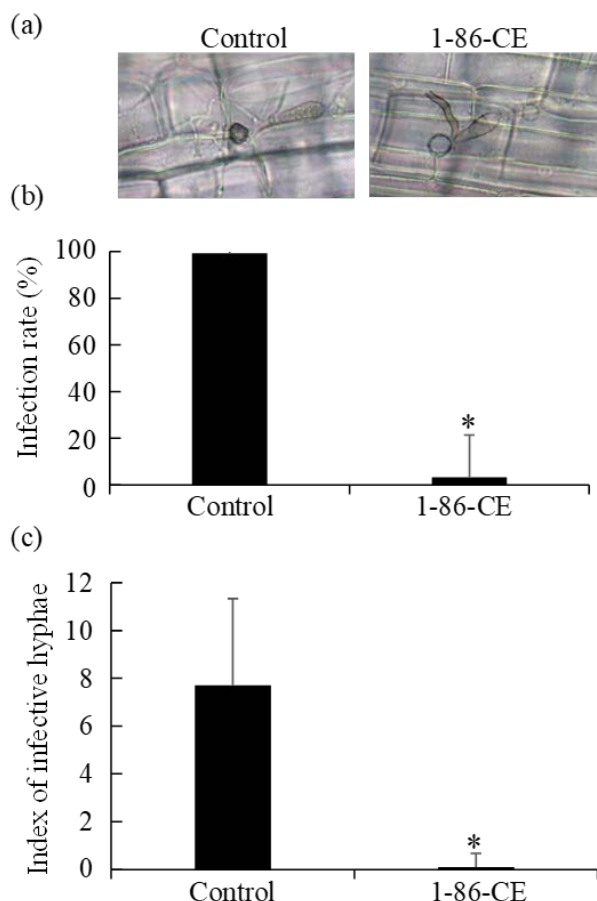 (a)
Control 1-86-CE
(b)
Infection rate (%)
100
80
60
40
20
0
*
Control 1-86-CE
(c)
Index of infective hyphae
12
10
8
6
4
2
0
*
Control 1-86-CE